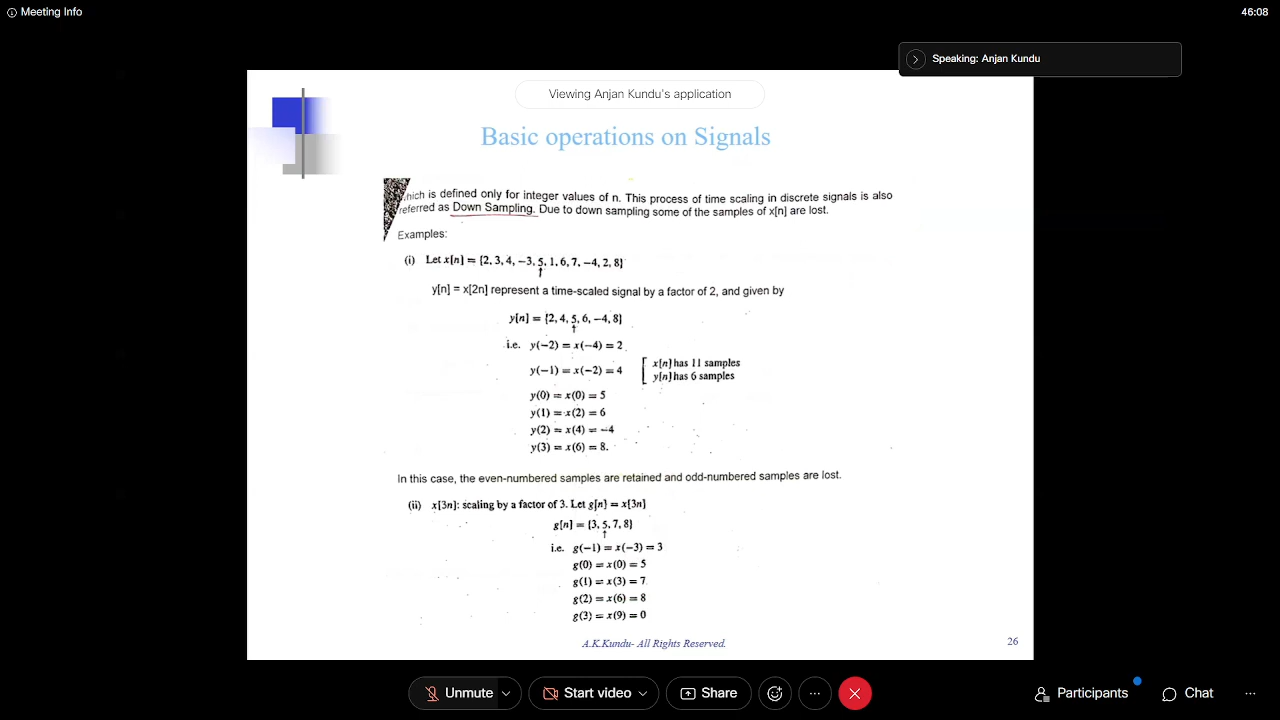 Meeting Info
46:08
Speaking: Anjan Kundu
Viewing Anjan Kundu's application
Basic operations on Signals
hich is defined only for integer values of n. This process of time scaling in discrete signals is also
referred as Down Sampling. Due to down sampling some of the samples of x[n] are lost.
Examples:
(i) Let x[n] = {2, 3, 4, −3, 5, 1, 6, 7, −4, 2, 8}
↑
y[n] = x[2n] represent a time-scaled signal by a factor of 2, and given by
y[n] = {2, 4, 5, 6, −4, 8}
↑
i.e. y(−2) = x(−4) = 2
y(−1) = x(−2) = 4
[ x[n] has 11 samples
y[n] has 6 samples
y(0) = x(0) = 5
y(1) = x(2) = 6
y(2) = x(4) = −4
y(3) = x(6) = 8.
In this case, the even-numbered samples are retained and odd-numbered samples are lost.
(ii) x[3n]: scaling by a factor of 3. Let g[n] = x[3n]
g[n] = {3, 5, 7, 8}
↑
i.e. g(−1) = x(−3) = 3
g(0) = x(0) = 5
g(1) = x(3) = 7
g(2) = x(6) = 8
g(3) = x(9) = 0
A.K.Kundu- All Rights Reserved.
26
Unmute
Start video
Share
Participants
Chat